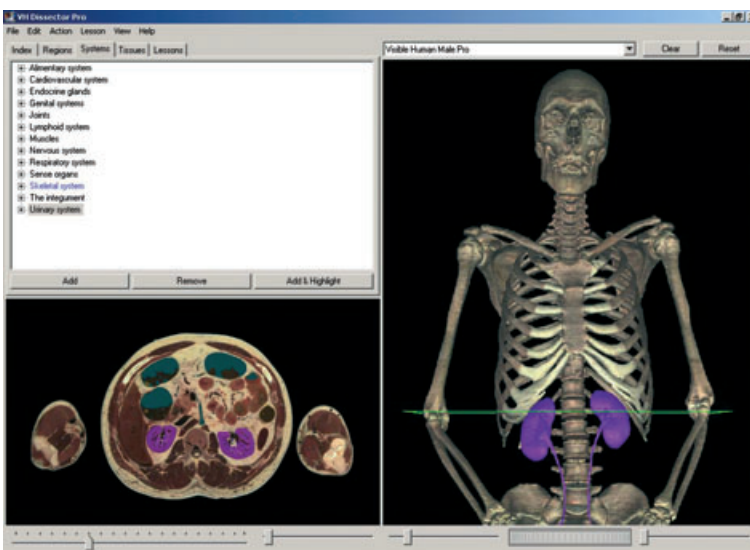 VH Dissector Pro
File Edit Action Lesson View Help
Index Regions Systems Tissues Lessons
Visible Human Male Pro
Clear
Reset
Alimentary system
Cardiovascular system
Endocrine glands
Genital systems
Joints
Lymphoid system
Muscles
Nervous system
Respiratory system
Sense organs
Skeletal system
The integument
Urinary system
Add
Remove
Add & Highlight